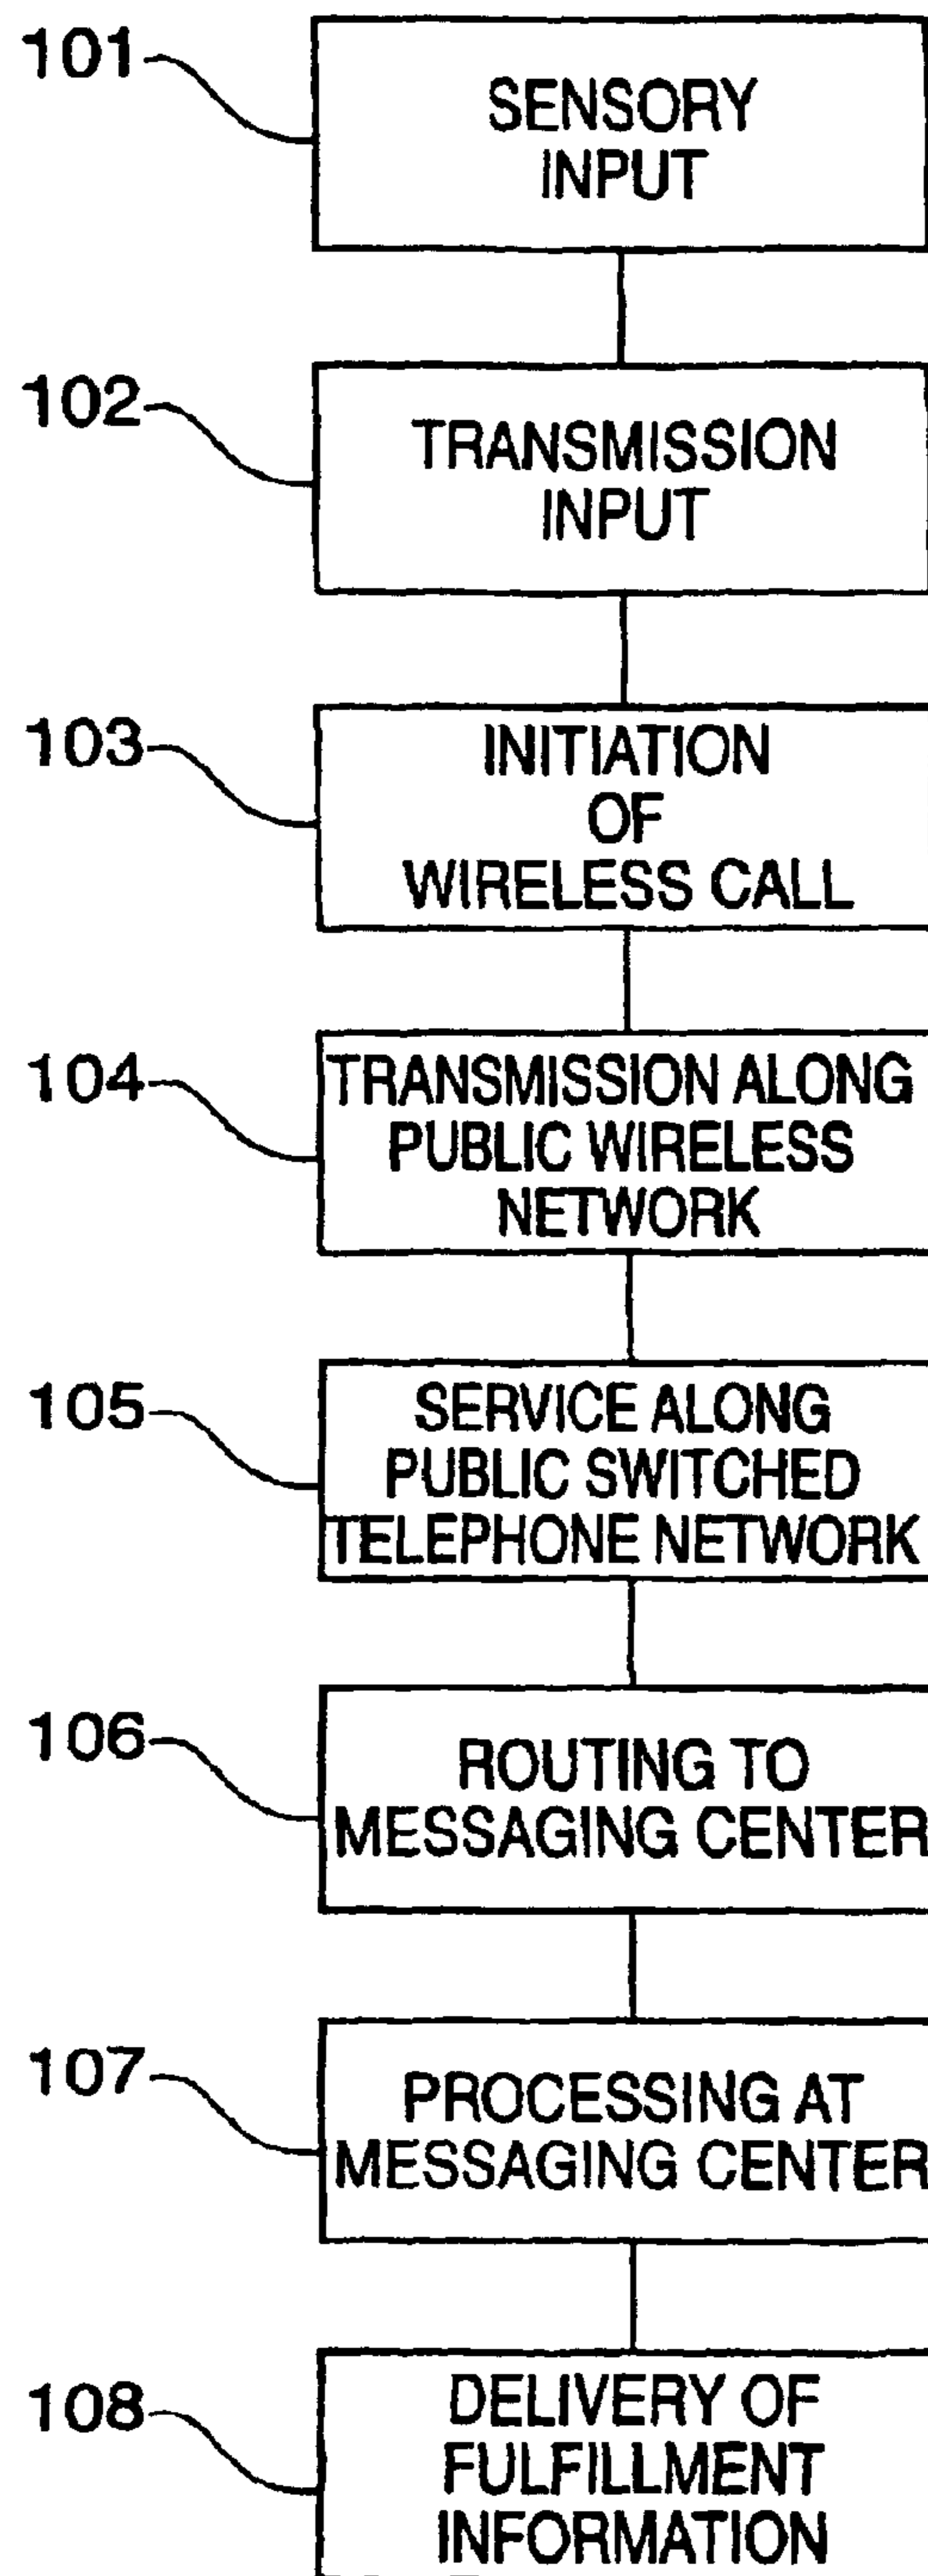 101
SENSORY
INPUT
102
TRANSMISSION
INPUT
103
INITIATION
OF
WIRELESS CALL
104
TRANSMISSION ALONG
PUBLIC WIRELESS
NETWORK
105
SERVICE ALONG
PUBLIC SWITCHED
TELEPHONE NETWORK
106
ROUTING TO
MESSAGING CENTER
107
PROCESSING AT
MESSAGING CENTER
108
DELIVERY OF
FULFILLMENT
INFORMATION